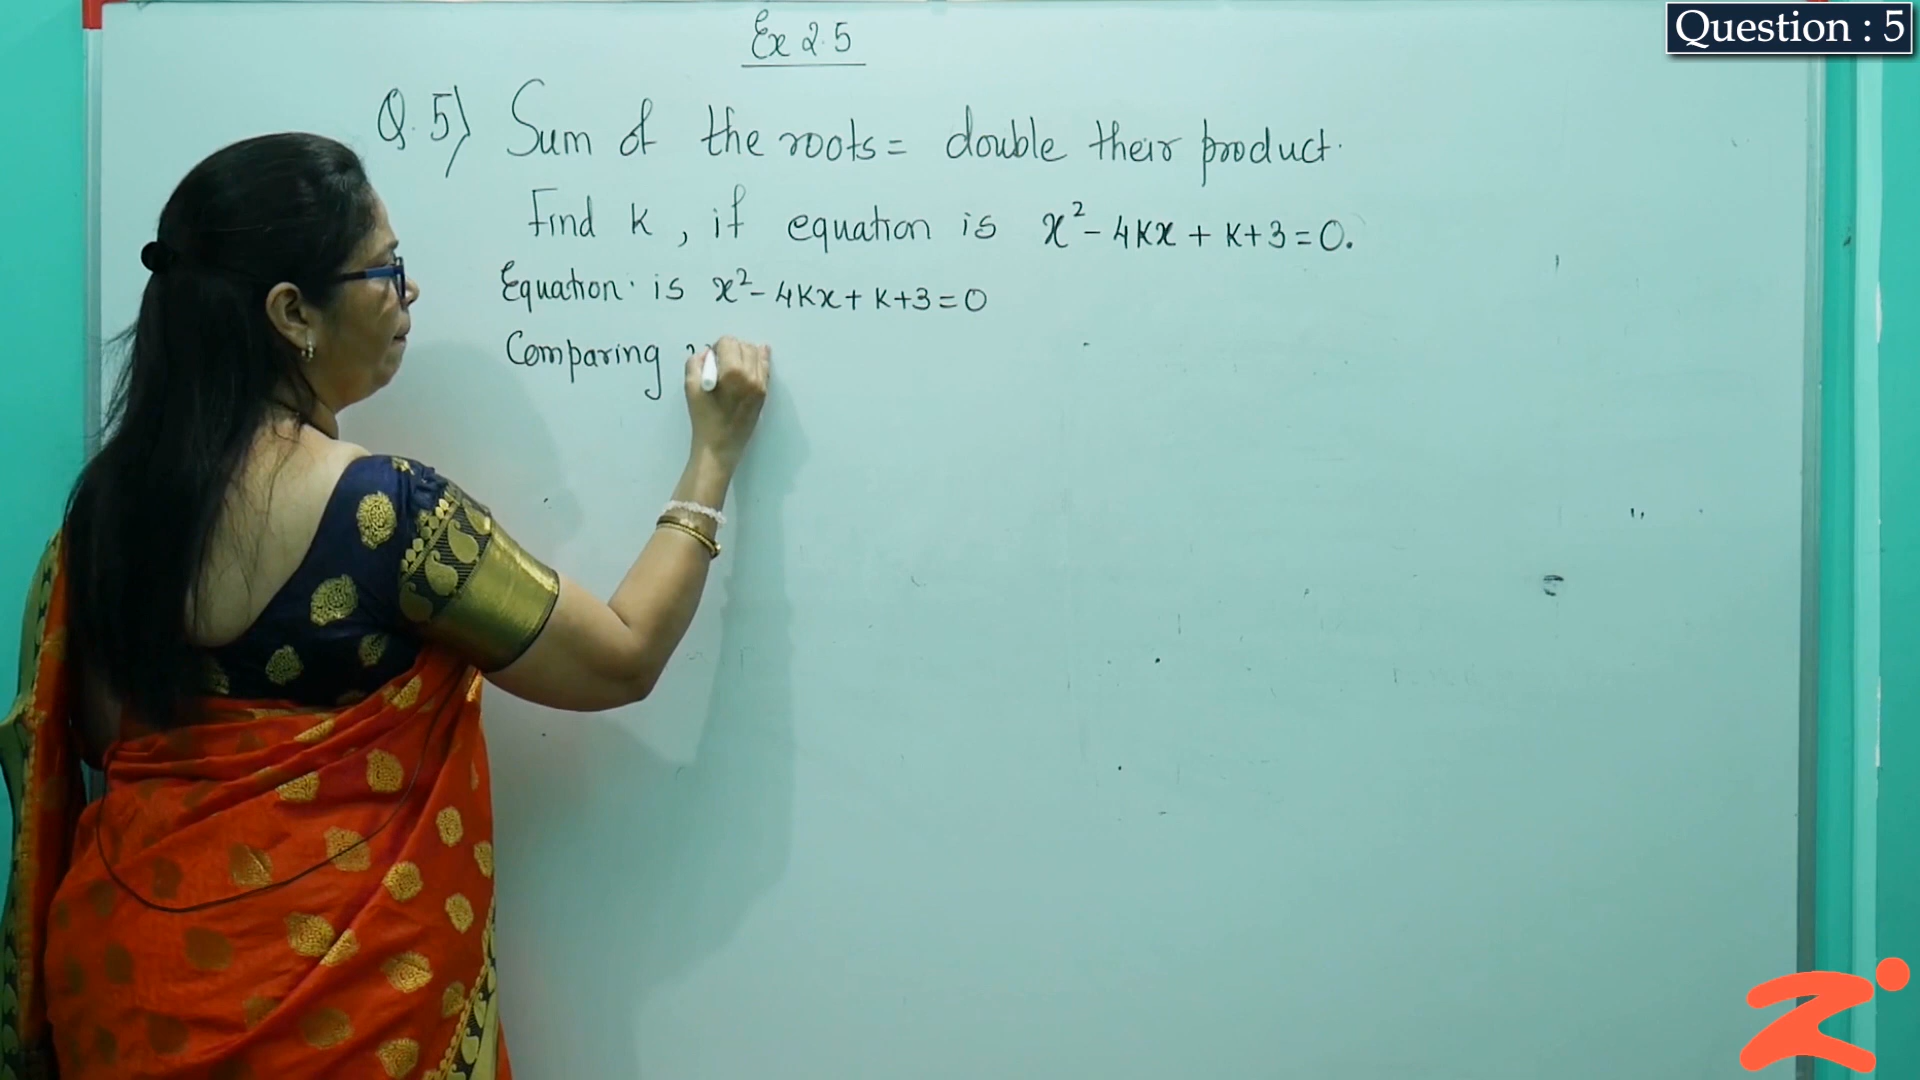 Question : 5
Ex 2.5
Q.5) Sum of the roots = double their product.
Find K, if equation is x² - 4Kx + K+3 = 0.
Equation is x² - 4Kx + K+3 = 0
Comparing